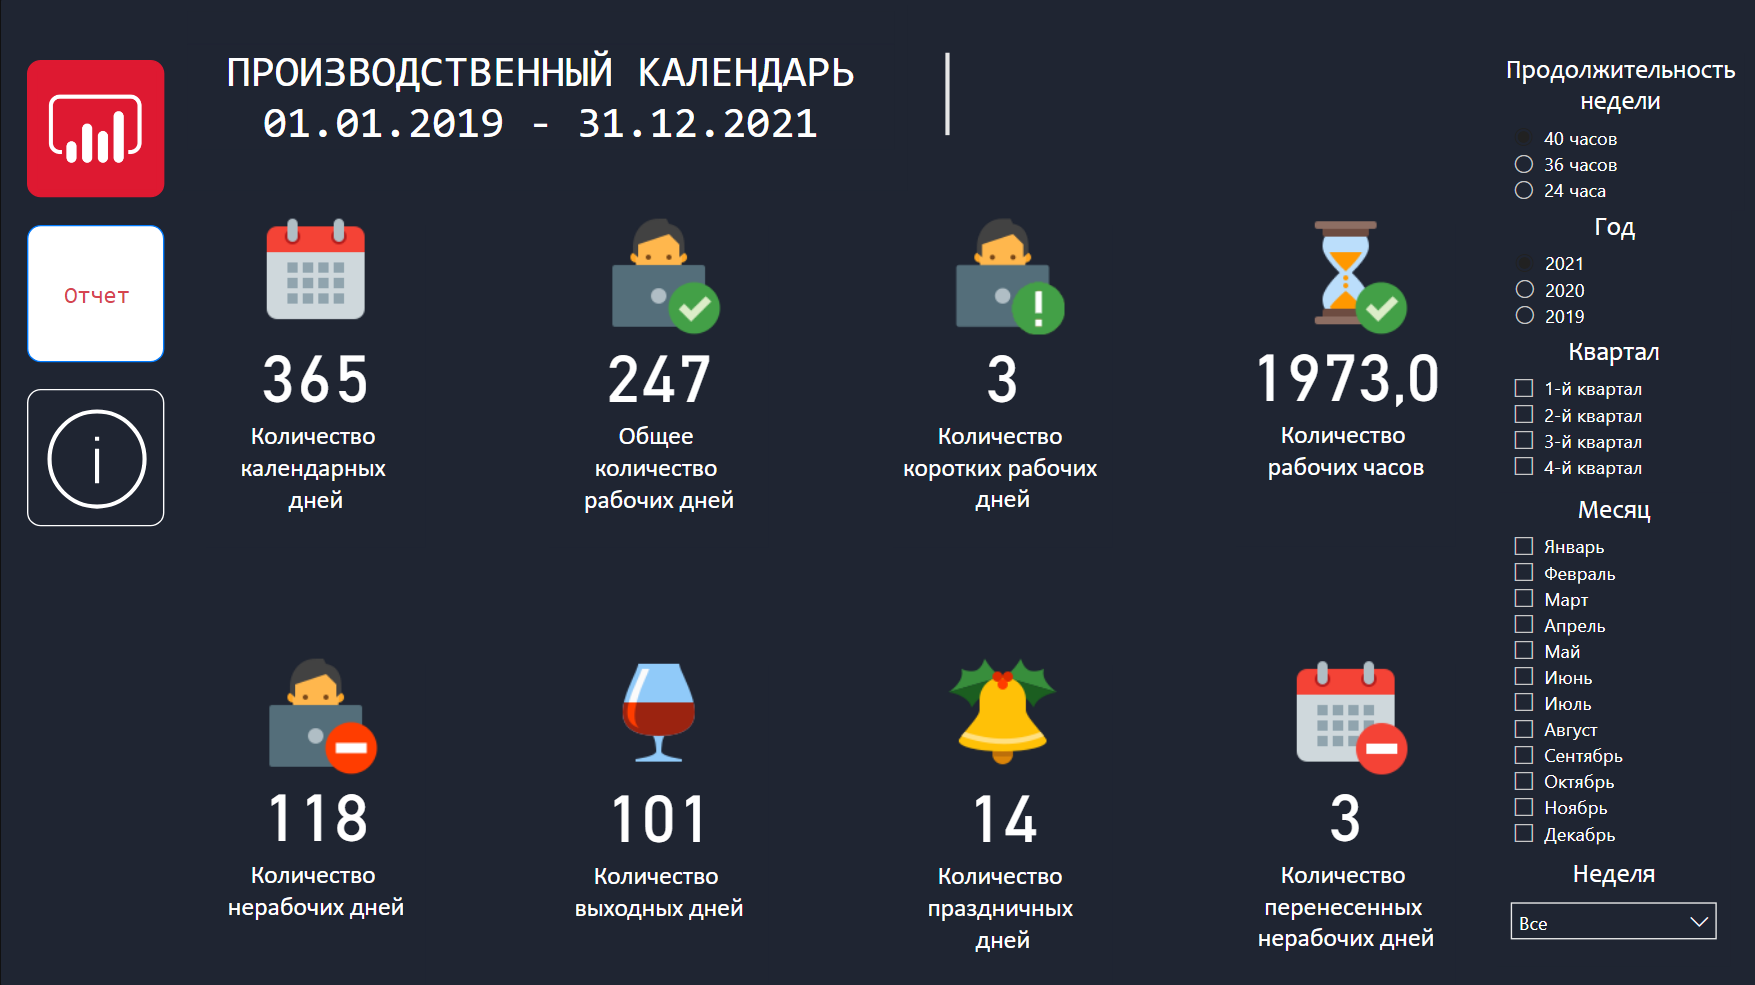 ПРОИЗВОДСТВЕННЫЙ КАЛЕНДАРЬ
01.01.2019 - 31.12.2021
Отчет
365
Количество
календарных
дней
247
Общее
количество
рабочих дней
3
Количество
коротких рабочих
дней
1973,0
Количество
рабочих часов
118
Количество
нерабочих дней
101
Количество
выходных дней
14
Количество
праздничных
дней
3
Количество
перенесенных
нерабочих дней
Продолжительность
недели
40 часов
36 часов
24 часа
Год
2021
2020
2019
Квартал
1-й квартал
2-й квартал
3-й квартал
4-й квартал
Месяц
Январь
Февраль
Март
Апрель
Май
Июнь
Июль
Август
Сентябрь
Октябрь
Ноябрь
Декабрь
Неделя
Все